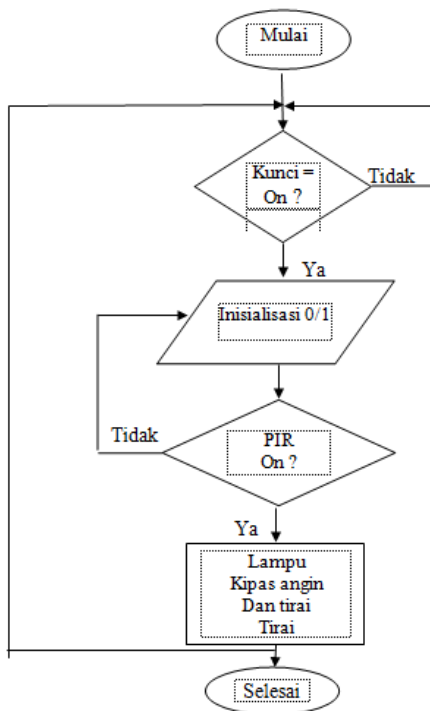 Mulai
Kunci =
On ?
Tidak
Ya
Inisialisasi 0/1
Tidak
PIR
On ?
Ya
Lampu
Kipas angin
Dan tirai
Tirai
Selesai